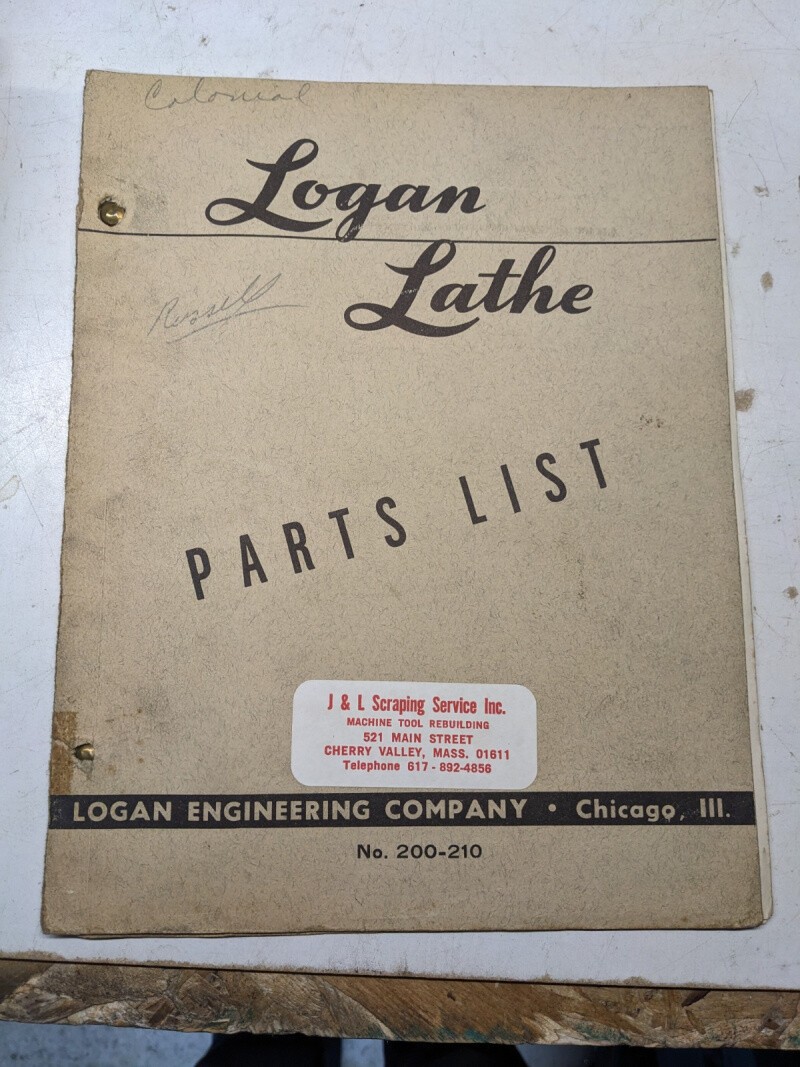 Colonial
Logan
Lathe
Russell
PARTS LIST
J & L Scraping Service Inc.
MACHINE TOOL REBUILDING
521 MAIN STREET
CHERRY VALLEY, MASS. 01611
Telephone 617-892-4856
LOGAN ENGINEERING COMPANY • Chicago, Ill.
No. 200-210